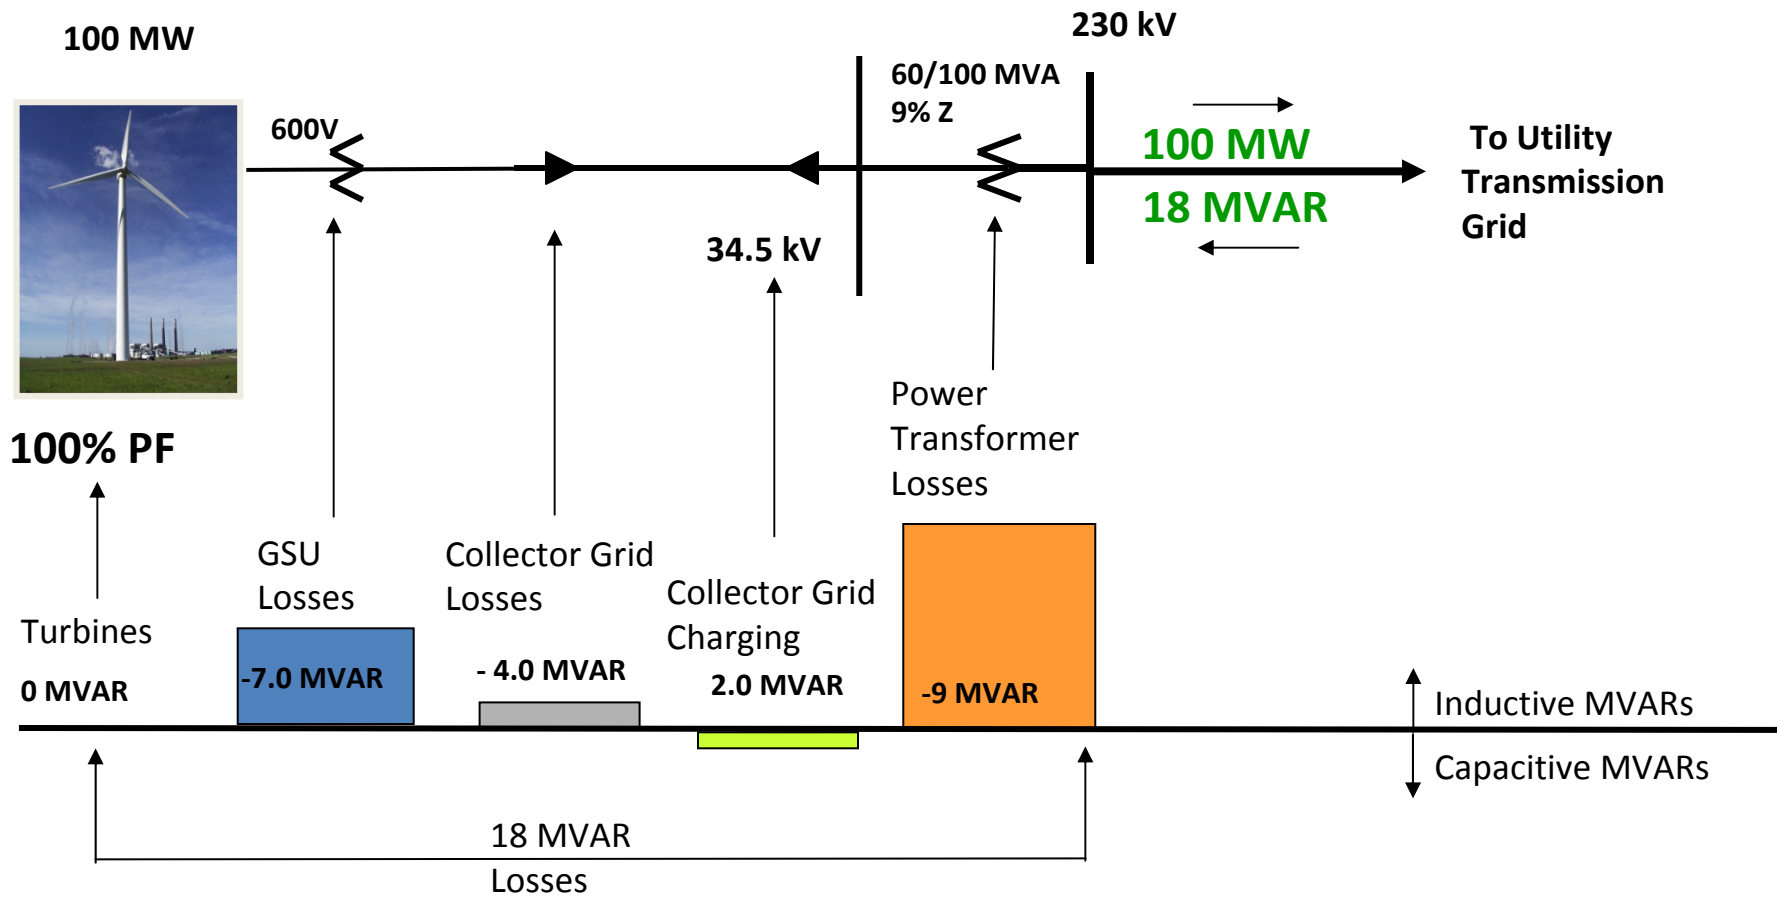 100 MW
230 kV
60/100 MVA
9% Z
600V
100 MW
18 MVAR
To Utility
Transmission
Grid
34.5 kV
100% PF
Power
Transformer
Losses
GSU
Losses
Collector Grid
Losses
Collector Grid
Charging
Turbines
0 MVAR
-7.0 MVAR
- 4.0 MVAR
2.0 MVAR
-9 MVAR
Inductive MVARs
Capacitive MVARs
18 MVAR
Losses